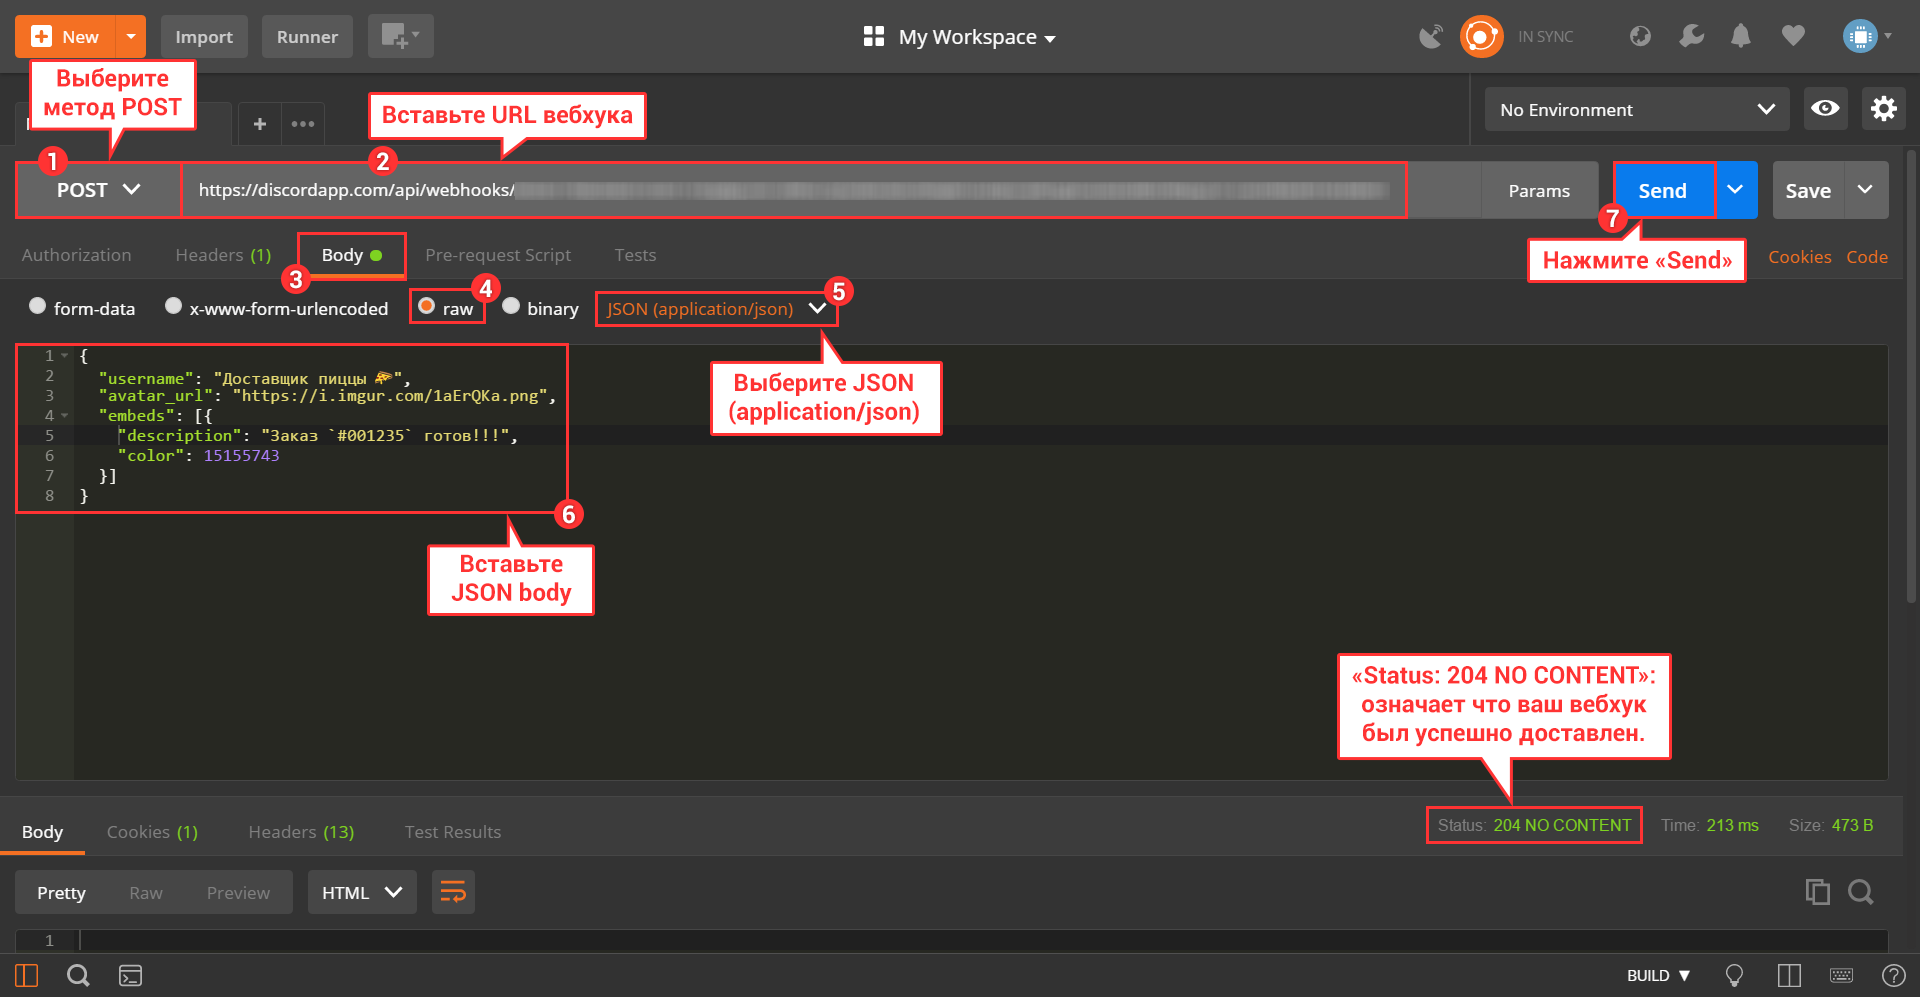 New
Import
Runner
My Workspace
IN SYNC
Выберите
метод POST
Вставьте URL вебхука
No Environment
1
2
POST
https://discordapp.com/api/webhooks/
Params
Send
Save
7
Нажмите «Send»
Authorization
Headers (1)
Body
Pre-request Script
Tests
Cookies
Code
3
4
5
form-data
x-www-form-urlencoded
raw
binary
JSON (application/json)
Выберите JSON
(application/json)
1 {
2 "username": "Доставщик пиццы 🍕",
3 "avatar_url": "https://i.imgur.com/1aErQKa.png",
4 "embeds": [{
5 "description": "Заказ `#001235` готов!!!",
6 "color": 15155743
7 }]
8 }
6
Вставьте
JSON body
«Status: 204 NO CONTENT»:
означает что ваш вебхук
был успешно доставлен.
Body
Cookies (1)
Headers (13)
Test Results
Status: 204 NO CONTENT
Time: 213 ms
Size: 473 B
Pretty
Raw
Preview
HTML
1
BUILD